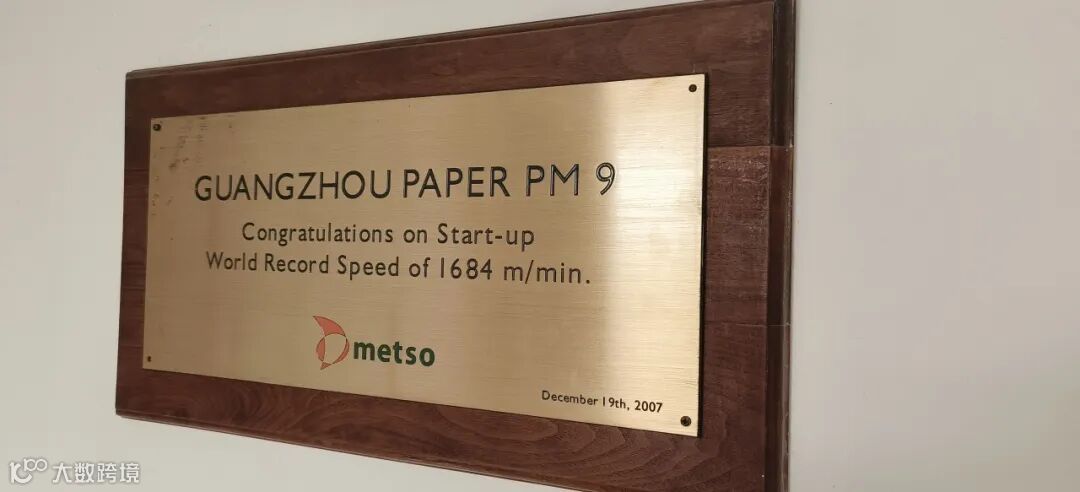 GUANGZHOU PAPER PM 9
Congratulations on Start-up
World Record Speed of 1684 m/min.
metso
December 19th, 2007
大数跨境